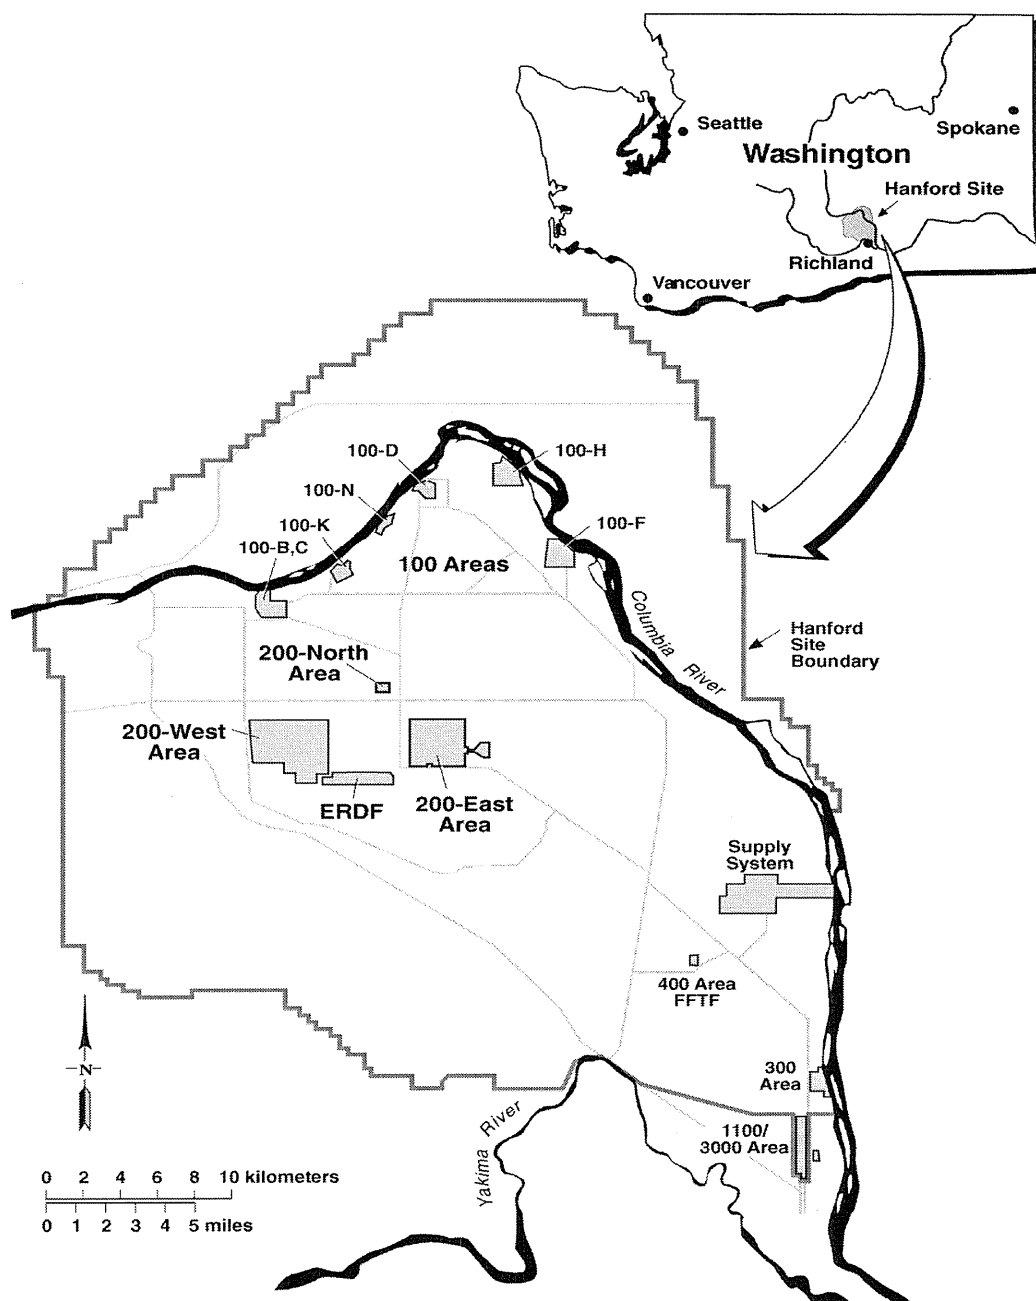 Seattle
Spokane
Washington
Hanford Site
Richland
Vancouver
100-D
100-H
100-N
100-K
100-F
100-B,C
100 Areas
Columbia River
Hanford
Site
Boundary
200-North
Area
200-West
Area
ERDF
200-East
Area
Supply
System
400 Area
FFTF
N
300
Area
1100/
3000 Area
Yakima River
0 2 4 6 8 10 kilometers
0 1 2 3 4 5 miles